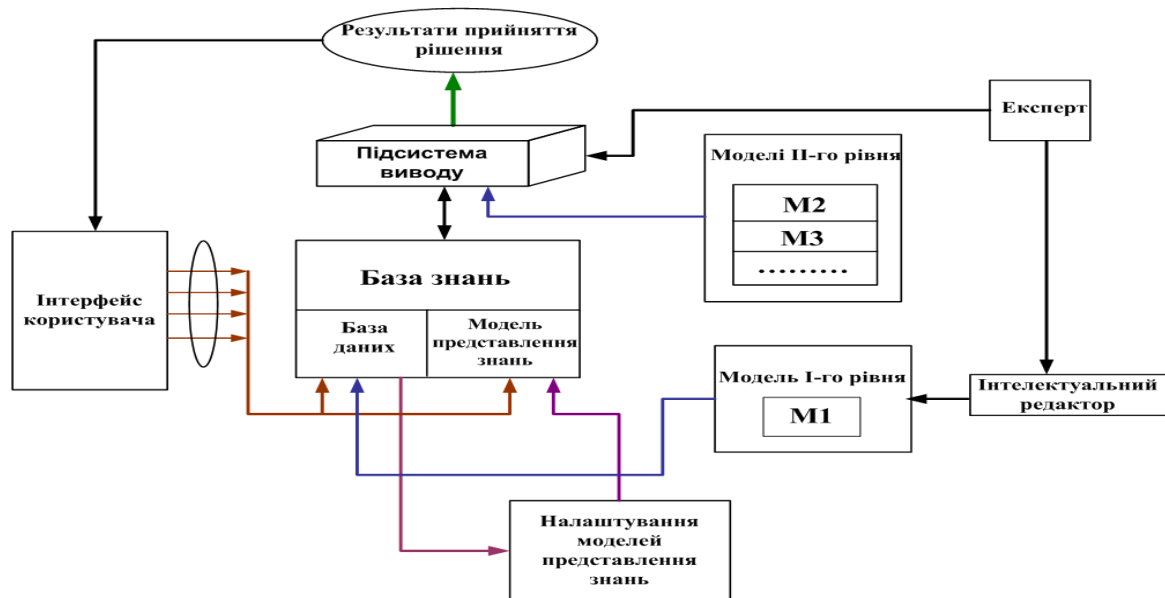 Результати прийняття
рішення
Експерт
Підсистема
виводу
Моделі II-го рівня
М2
М3
.........
База знань
Інтерфейс
користувача
База
даних
Модель
представлення
знань
Модель I-го рівня
М1
Інтелектуальний
редактор
Налаштування
моделей
представлення
знань